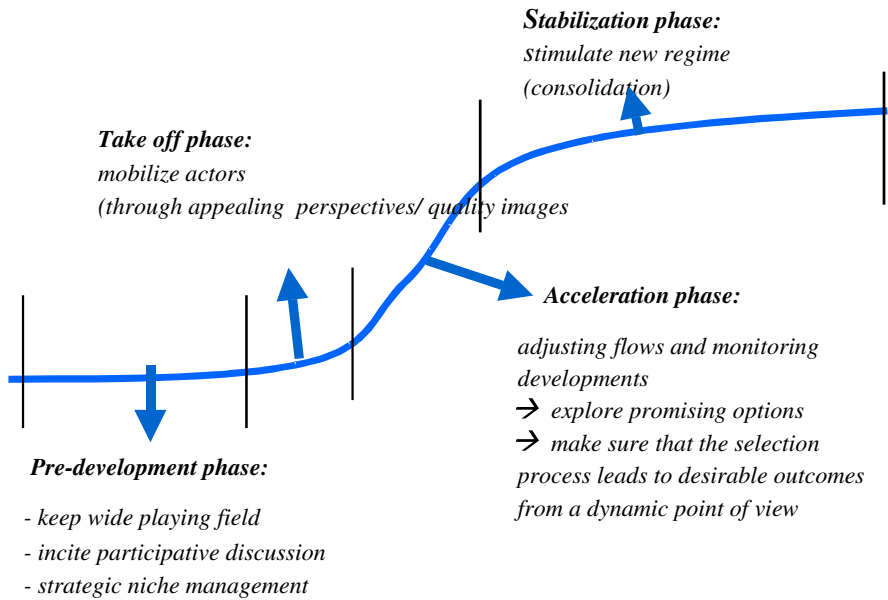 Stabilization phase:
stimulate new regime
(consolidation)
Take off phase:
mobilize actors
(through appealing perspectives/ quality images
Acceleration phase:
adjusting flows and monitoring
developments
→ explore promising options
→ make sure that the selection
process leads to desirable outcomes
from a dynamic point of view
Pre-development phase:
- keep wide playing field
- incite participative discussion
- strategic niche management